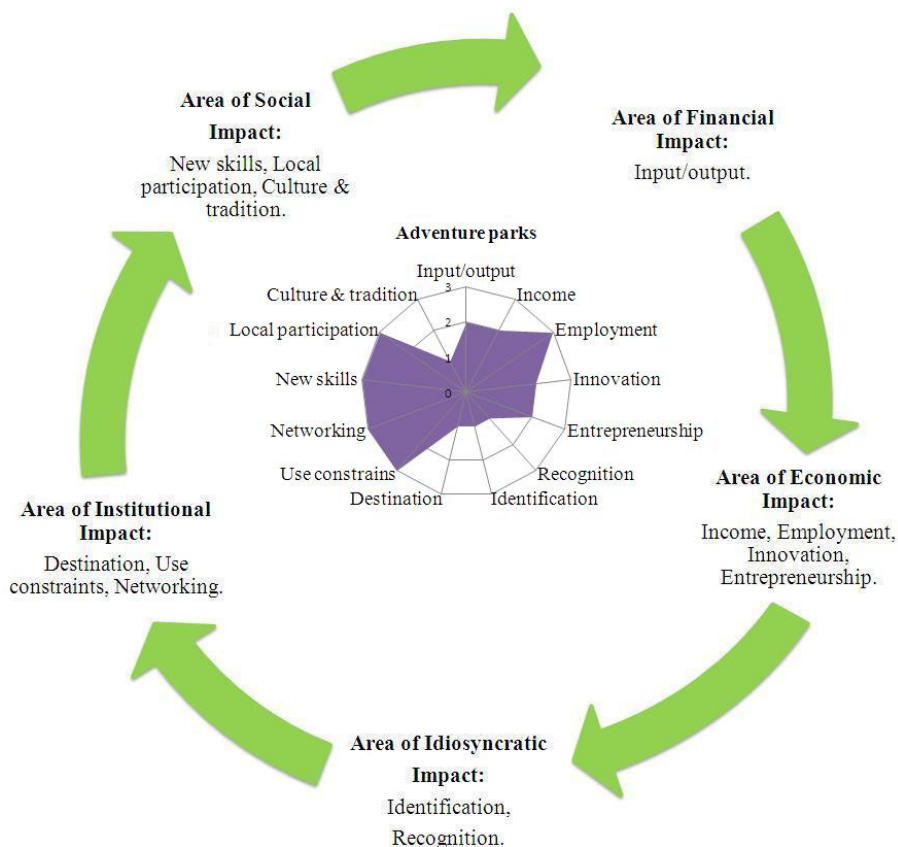 Area of Social
Impact:
New skills, Local
participation, Culture &
tradition.
Area of Financial
Impact:
Input/output.
Adventure parks
Input/output
Culture & tradition
Income
Local participation
Employment
New skills
Innovation
Networking
Entrepreneurship
Use constrains
Recognition
Destination
Identification
3
2
1
0
Area of Institutional
Impact:
Destination, Use
constraints, Networking.
Area of Economic
Impact:
Income, Employment,
Innovation,
Entrepreneurship.
Area of Idiosyncratic
Impact:
Identification,
Recognition.